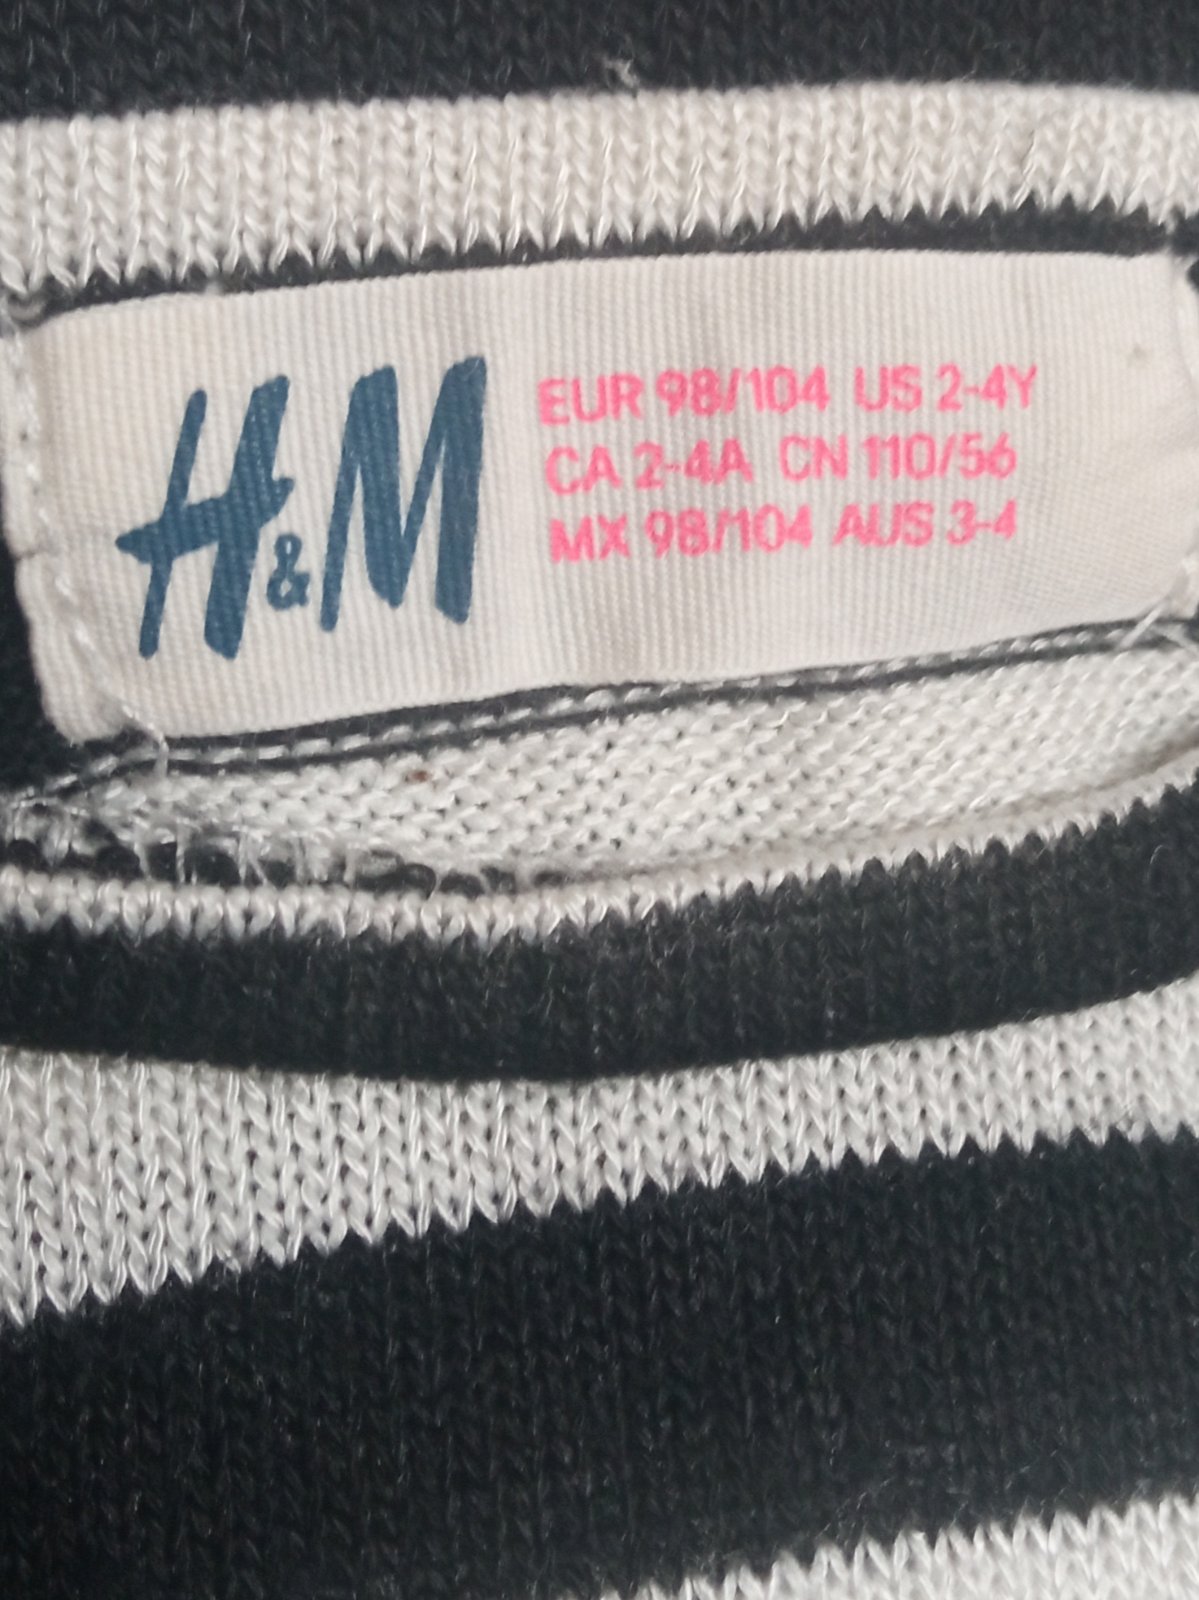 H&M
EUR 98/104 US 2-4Y
CA 2-4A CN 110/56
MX 98/104 AUS 3-4